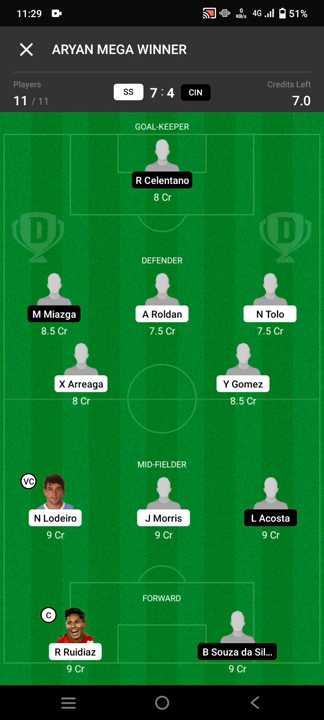 11:29 0 KB/s 4G 51%
ARYAN MEGA WINNER
Players Credits Left
11 / 11 SS 7 : 4 CIN 7.0
GOAL-KEEPER
R Celentano
8 Cr
D D
DEFENDER
M Miazga A Roldan N Tolo
8.5 Cr 7.5 Cr 7.5 Cr
X Arreaga Y Gomez
8 Cr 8.5 Cr
MID-FIELDER
VC
N Lodeiro J Morris L Acosta
9 Cr 9 Cr 9 Cr
FORWARD
C
R Ruidiaz B Souza da Sil...
9 Cr 9 Cr